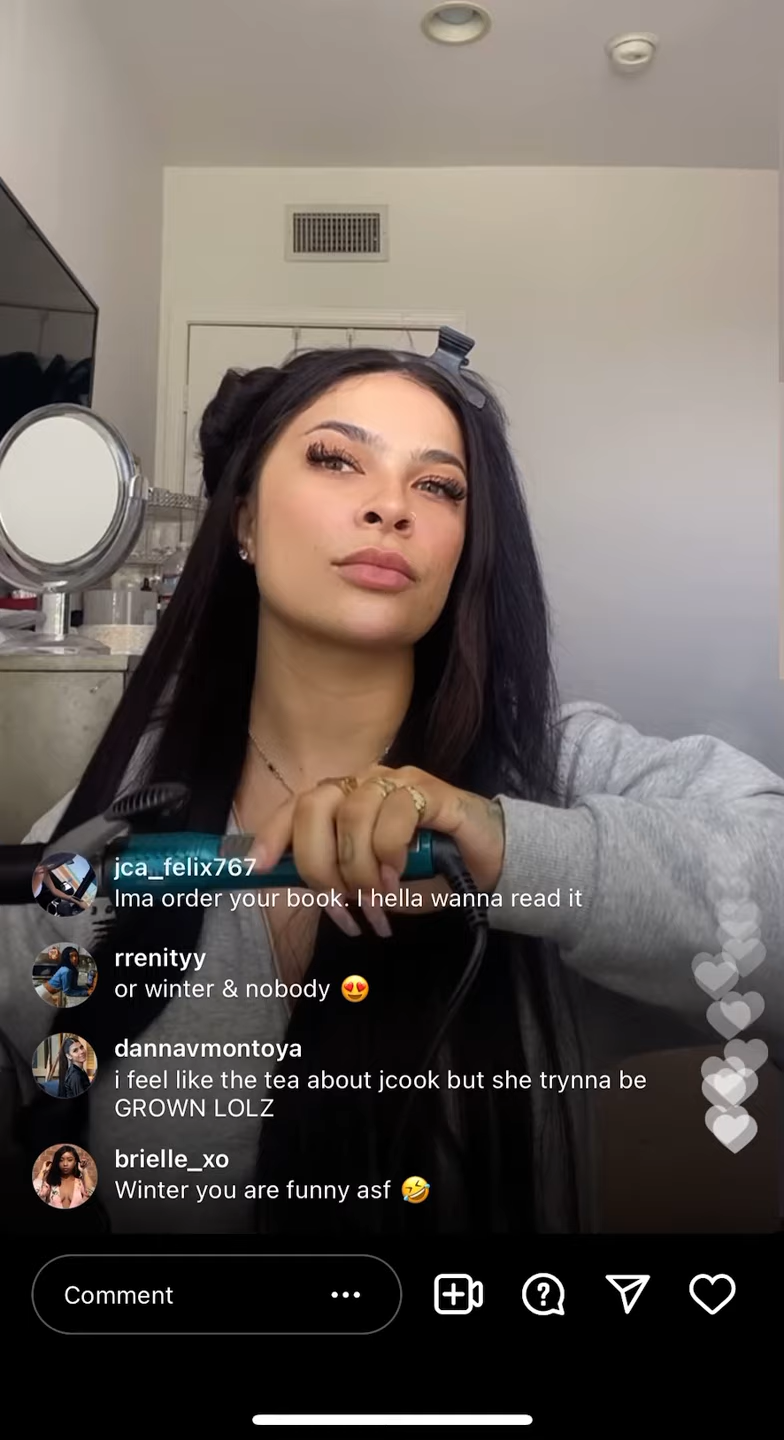 jca_felix767
Ima order your book. I hella wanna read it
rrenityy
or winter & nobody 😍
dannavmontoya
i feel like the tea about jcook but she trynna be
GROWN LOLZ
brielle_xo
Winter you are funny asf 🤣
Comment